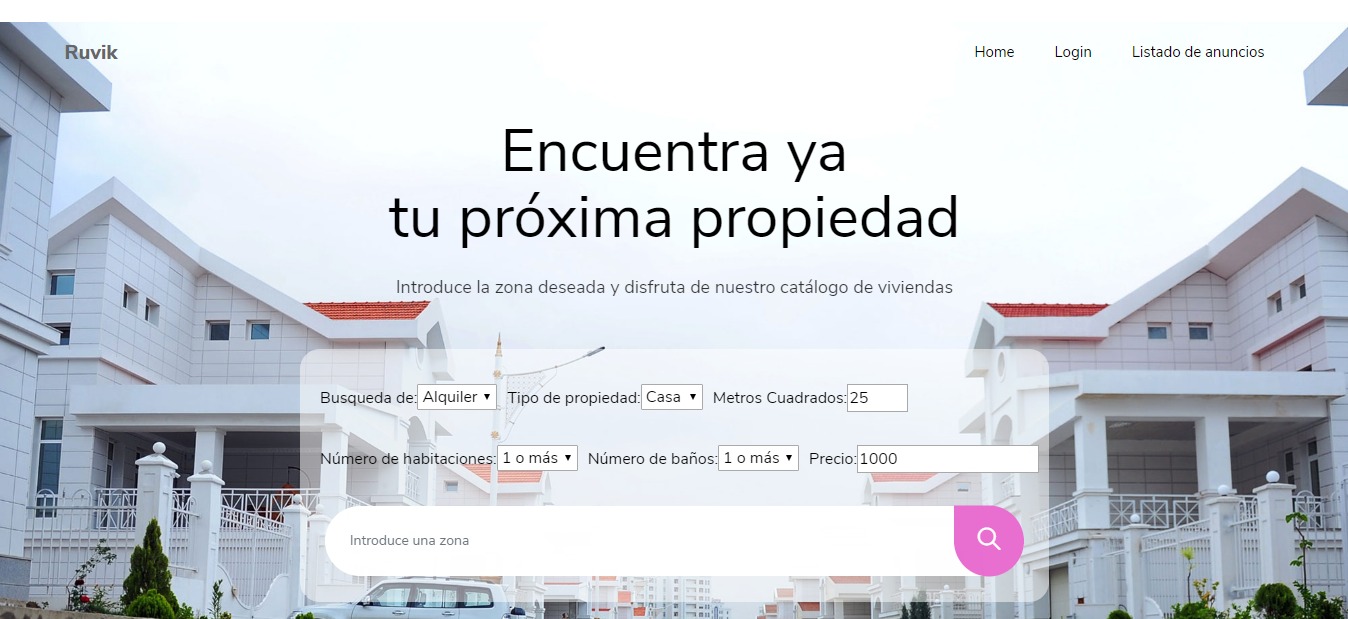 Ruvik
Home Login Listado de anuncios
Encuentra ya
tu próxima propiedad
Introduce la zona deseada y disfruta de nuestro catálogo de viviendas
Busqueda de: Alquiler Tipo de propiedad: Casa Metros Cuadrados: 25
Número de habitaciones: 1 o más Número de baños: 1 o más Precio: 1000
Introduce una zona